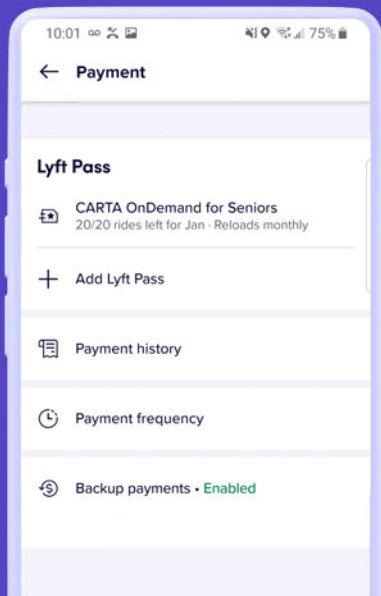 10:01
75%
Payment
Lyft Pass
CARTA OnDemand for Seniors
20/20 rides left for Jan · Reloads monthly
Add Lyft Pass
Payment history
Payment frequency
Backup payments • Enabled